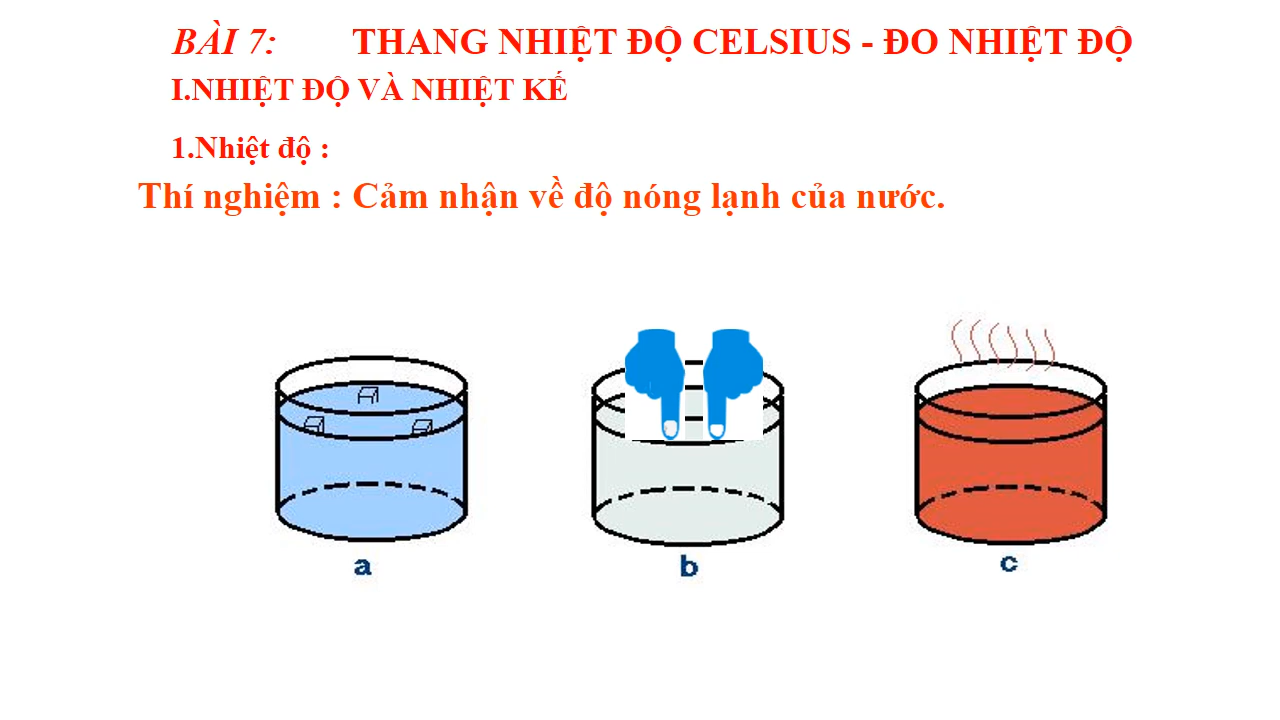 BÀI 7: THANG NHIỆT ĐỘ CELSIUS - ĐO NHIỆT ĐỘ
I.NHIỆT ĐỘ VÀ NHIỆT KẾ
1.Nhiệt độ :
Thí nghiệm : Cảm nhận về độ nóng lạnh của nước.
a b c